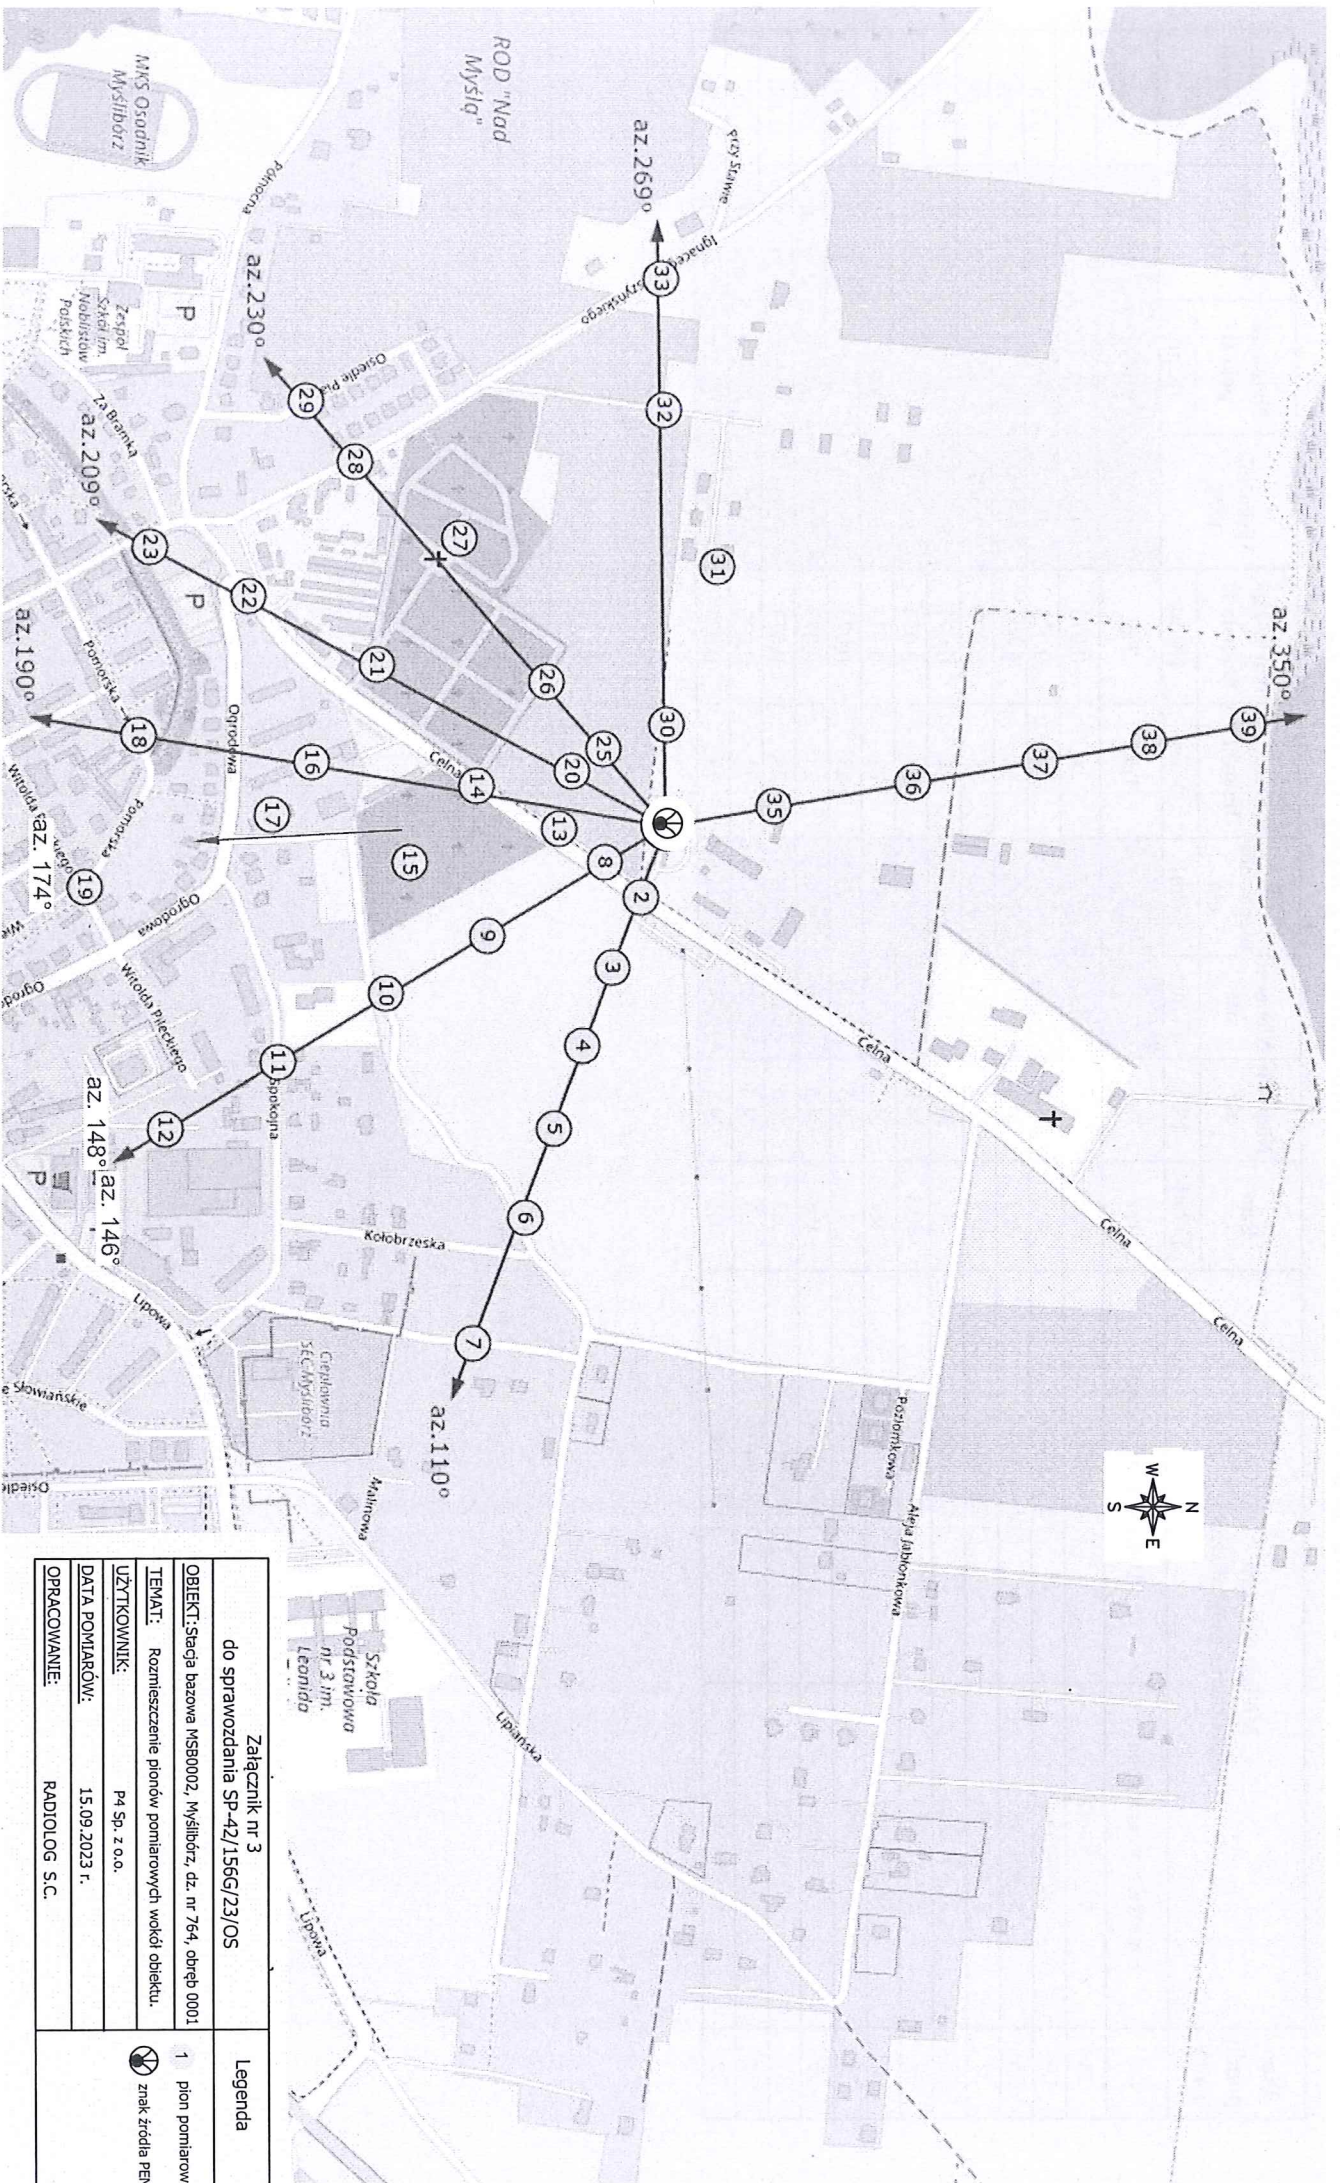 MKS Osadnik
Myślibórz
ROD "Nad
Myślą"
Północna
Zespół
Szkół im.
Noblistów
Polskich
P
Za Bramką
az.269°
przy Stawie
Ignacego
szyńskiego
33
32
31
30
az.230°
29
28
27
26
25
az.209°
23
22
21
20
P
az.190°
18
16
14
Pomorska
Ogrodowa
Celna
17
15
13
Pomorska
az. 174°
19
Ogrodowa
Witolda Pileckiego
az.350°
39
38
37
36
35
8
9
10
11
12
Spokojna
az. 148°
az. 146°
P
2
3
4
5
6
7
az.110°
Kołobrzeska
Lipowa
Ciepłownia
SEC Myślibórz
Malinowa
Osiedle
Celna
Celna
Celna
Poziomkowa
Aleja Jabłonkowa
N
W
E
S
Szkoła
Podstawowa
nr 3 im.
Leonida
Lipiańska
Lipowa
Załącznik nr 3
do sprawozdania SP-42/156G/23/OS
OBIEKT:Stacja bazowa MSB0002, Myślibórz, dz. nr 764, obręb 0001
TEMAT: Rozmieszczenie pionów pomiarowych wokół obiektu.
UŻYTKOWNIK: P4 Sp. z o.o.
DATA POMIARÓW: 15.09.2023 r.
OPRACOWANIE: RADIOLOG S.C.
Legenda
1 pion pomiarow
znak źródła PEM